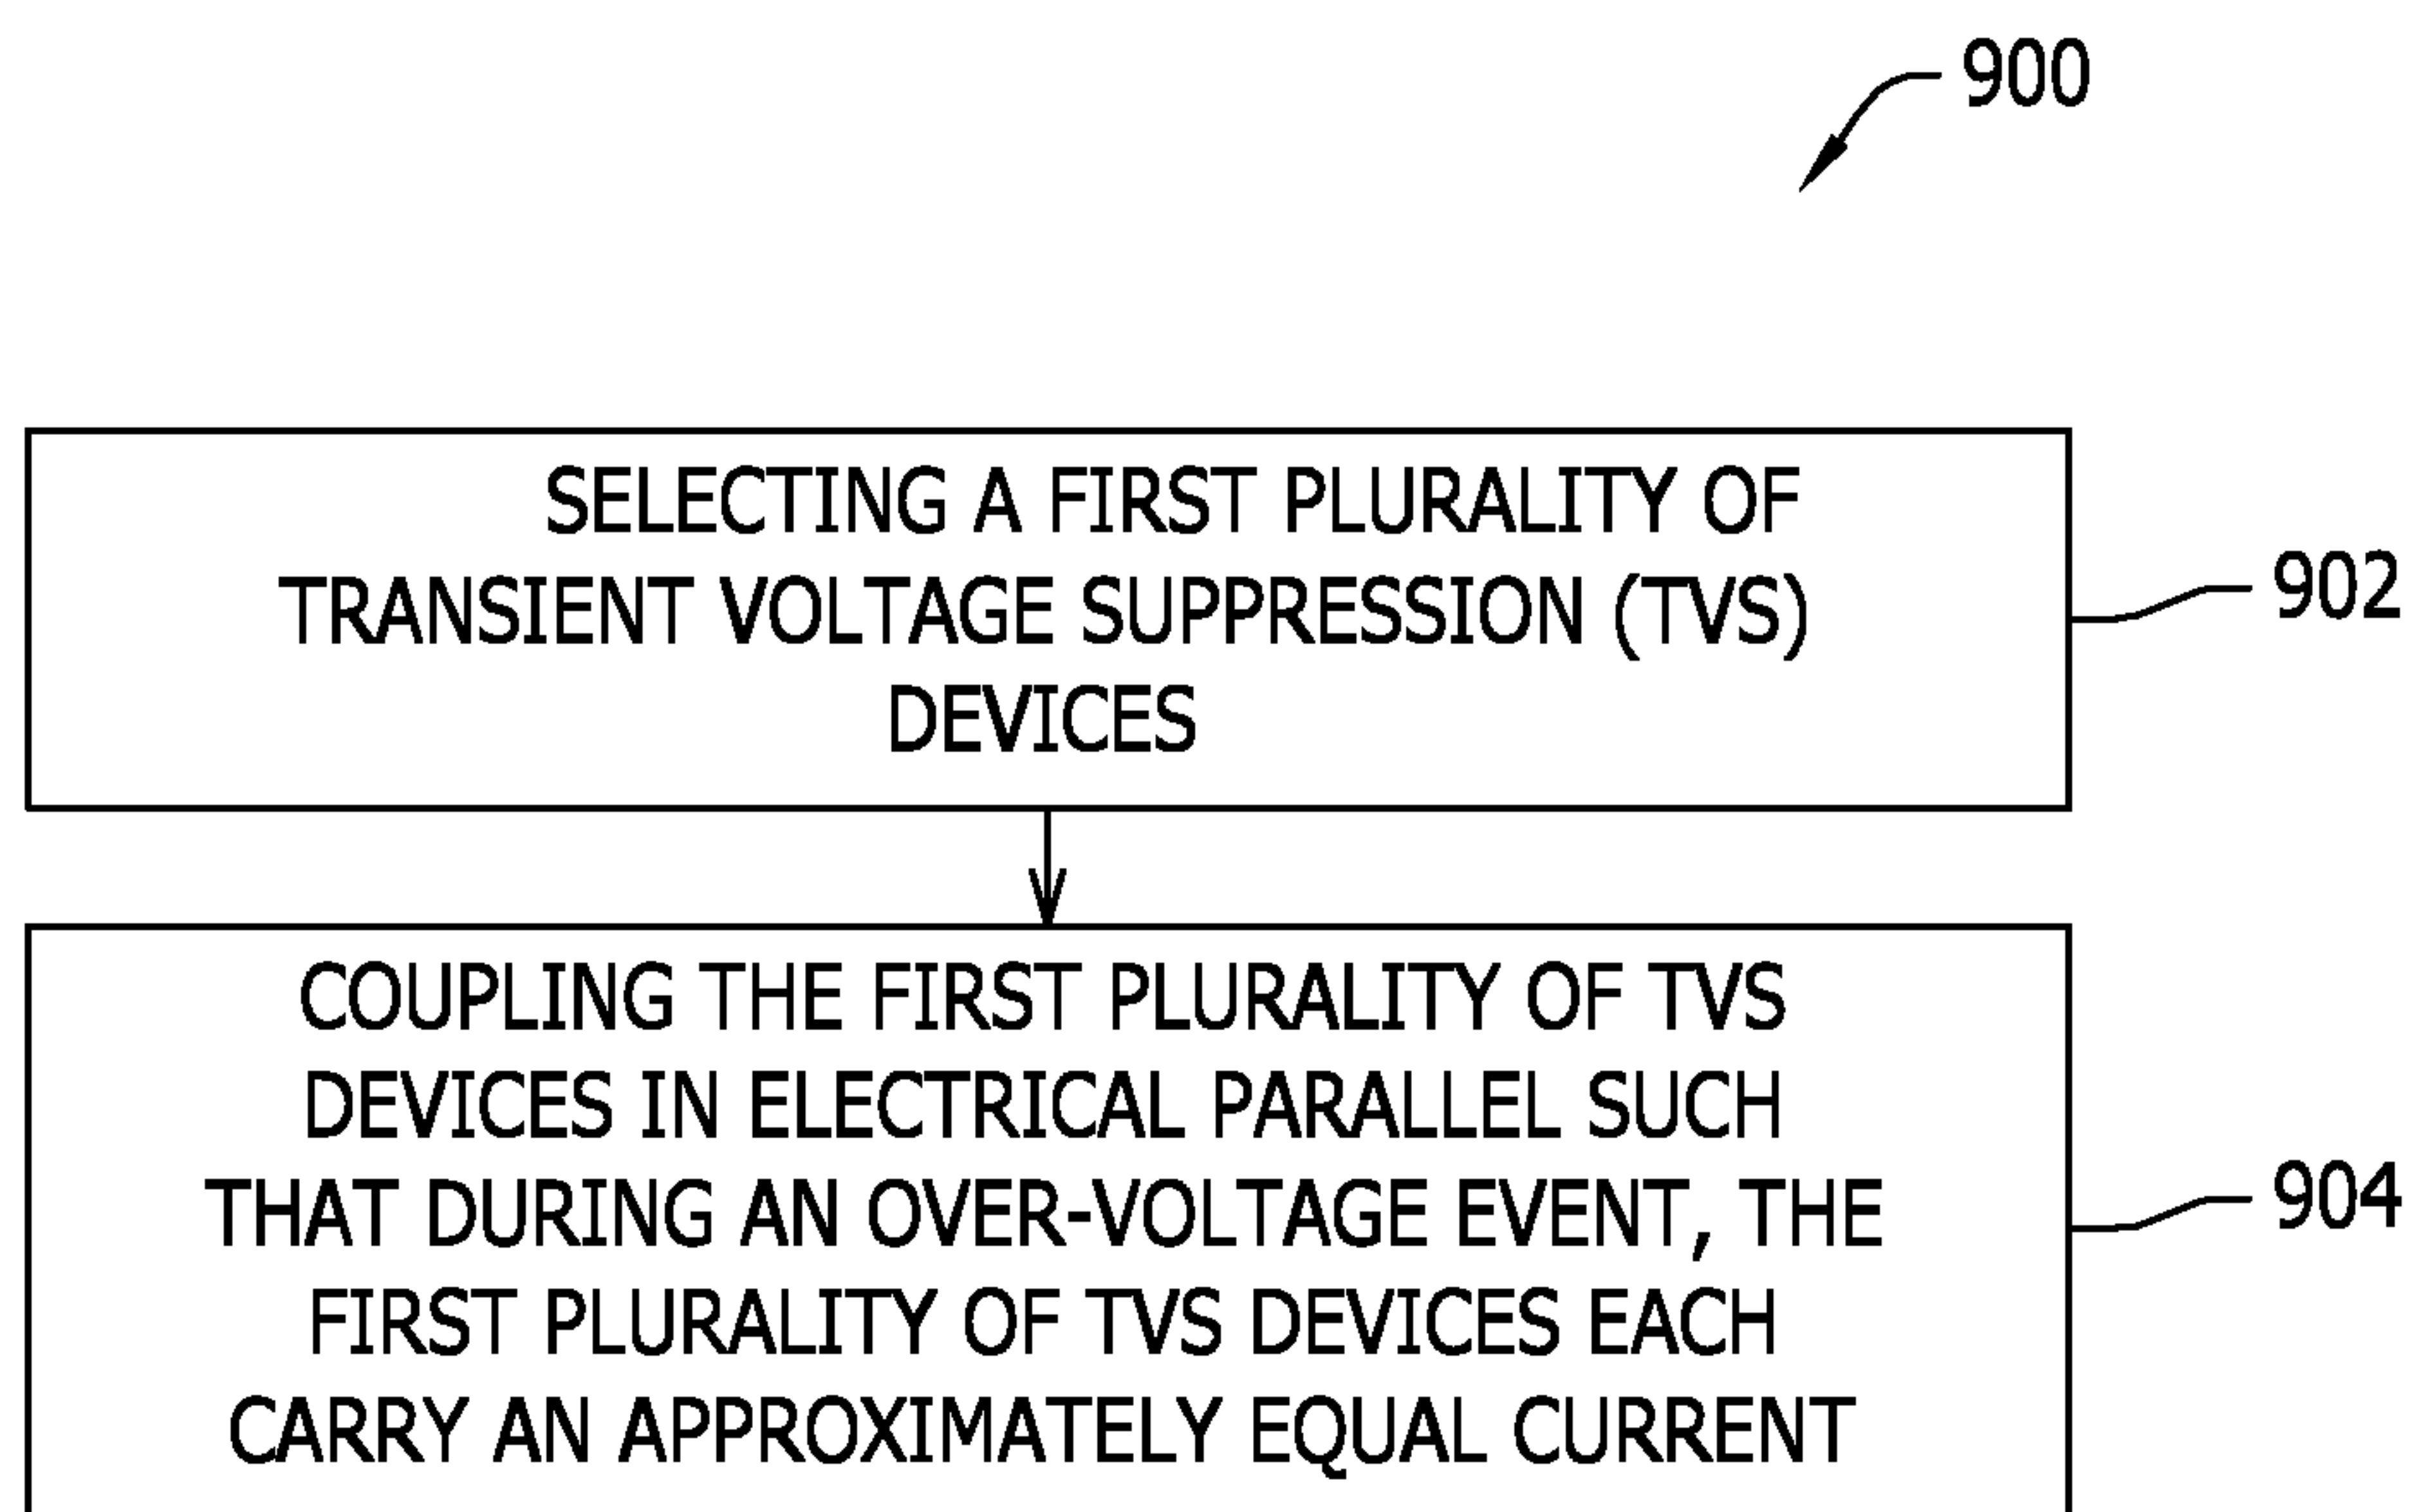 900
SELECTING A FIRST PLURALITY OF
TRANSIENT VOLTAGE SUPPRESSION (TVS)
DEVICES
902
COUPLING THE FIRST PLURALITY OF TVS
DEVICES IN ELECTRICAL PARALLEL SUCH
THAT DURING AN OVER-VOLTAGE EVENT, THE
FIRST PLURALITY OF TVS DEVICES EACH
CARRY AN APPROXIMATELY EQUAL CURRENT
904